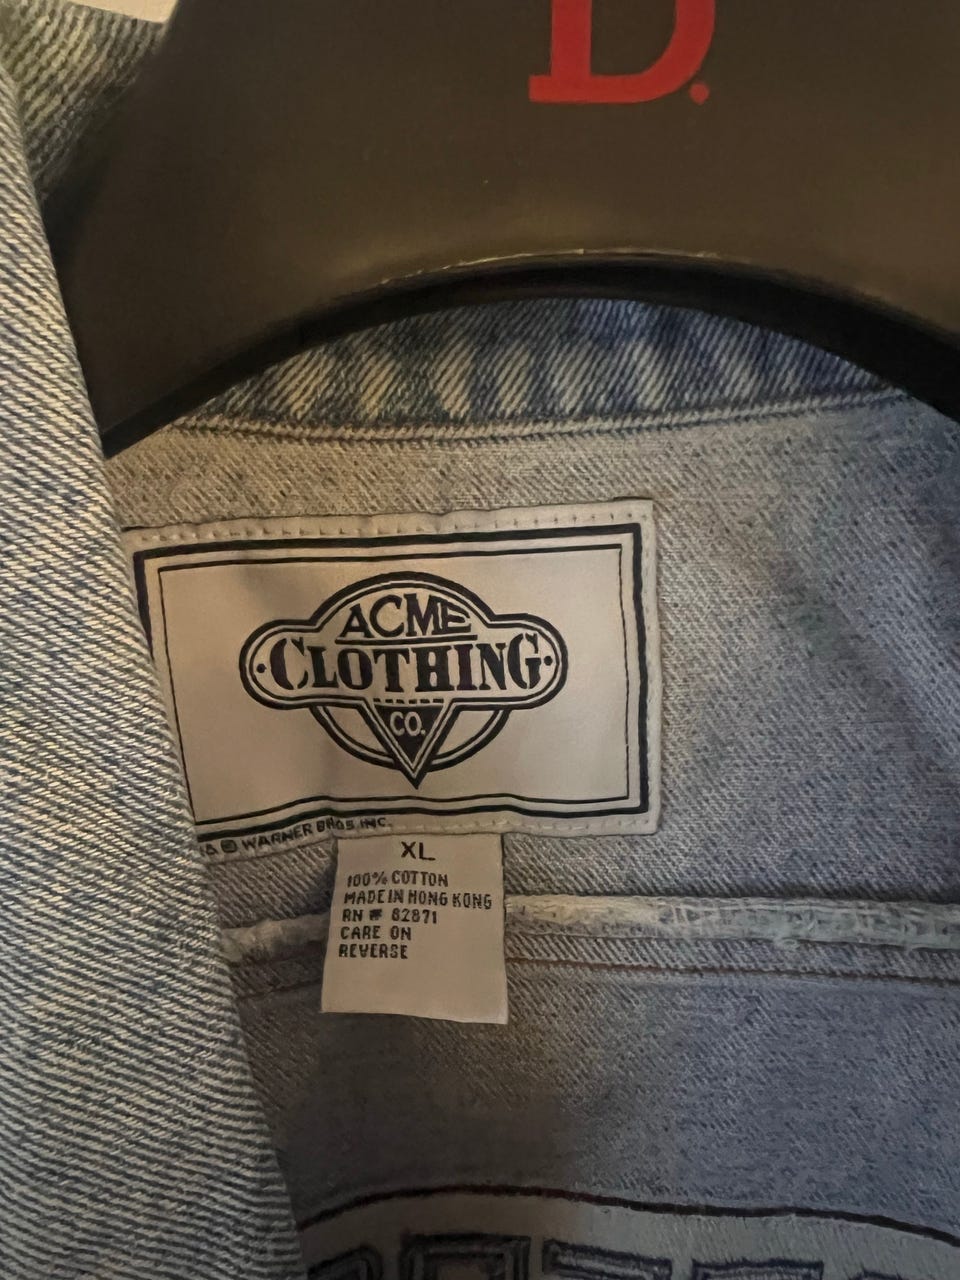 D.
ACME
CLOTHING
CO.
& © WARNER BROS INC.
XL
100% COTTON
MADE IN HONG KONG
RN # 82871
CARE ON
REVERSE